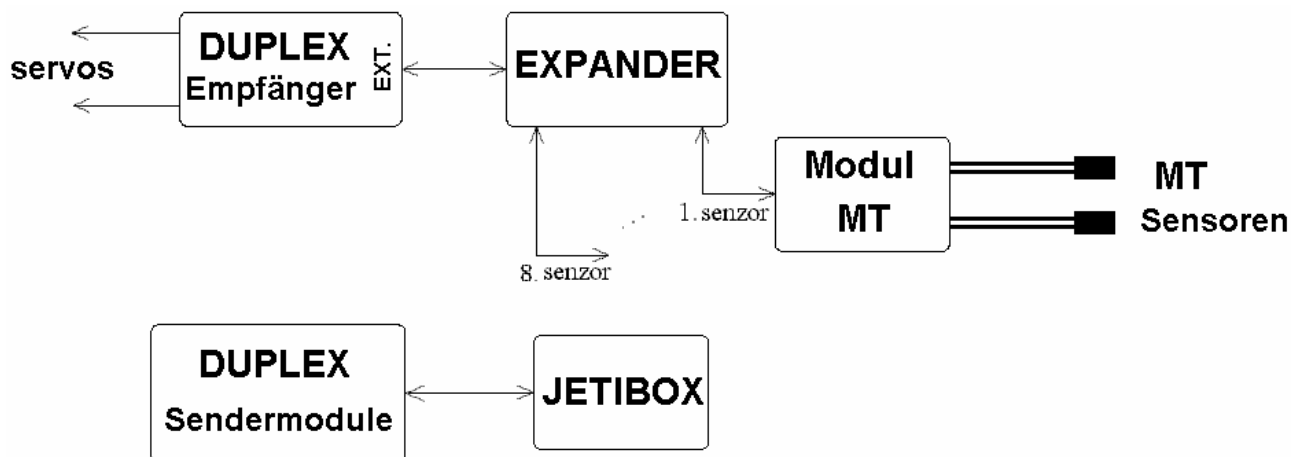 servos
DUPLEX
Empfänger
EXT.
EXPANDER
1. senzor
8. senzor
Modul
MT
MT
Sensoren
DUPLEX
Sendermodule
JETIBOX